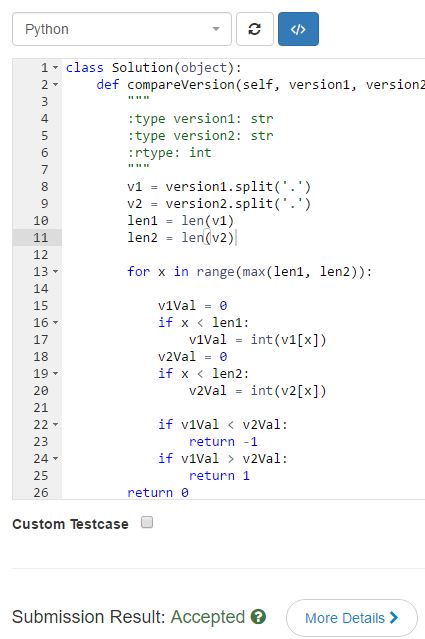 Python
</>
1 class Solution(object):
2 def compareVersion(self, version1, version2
3 """
4 :type version1: str
5 :type version2: str
6 :rtype: int
7 """
8 v1 = version1.split('.')
9 v2 = version2.split('.')
10 len1 = len(v1)
11 len2 = len(v2)
12
13 for x in range(max(len1, len2)):
14
15 v1Val = 0
16 if x < len1:
17 v1Val = int(v1[x])
18 v2Val = 0
19 if x < len2:
20 v2Val = int(v2[x])
21
22 if v1Val < v2Val:
23 return -1
24 if v1Val > v2Val:
25 return 1
26 return 0
Custom Testcase
Submission Result: Accepted ?
More Details